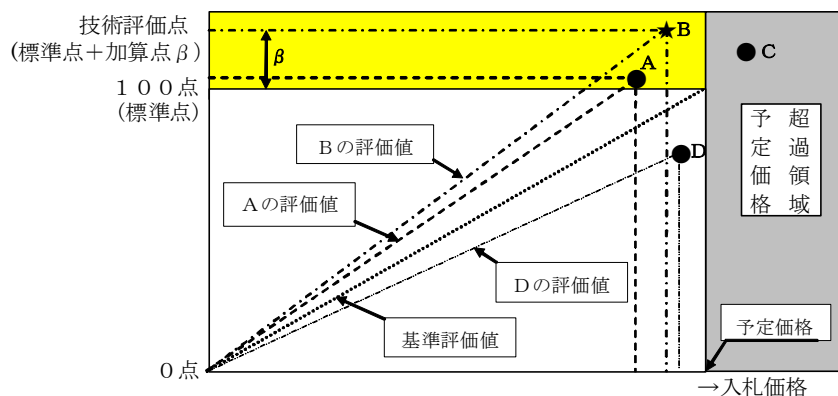 技術評価点
(標準点＋加算点β)
β
B
C
A
１００点
(標準点)
D
予定価格
超過領域
Ｂの評価値
Ａの評価値
Ｄの評価値
基準評価値
予定価格
０点
→入札価格